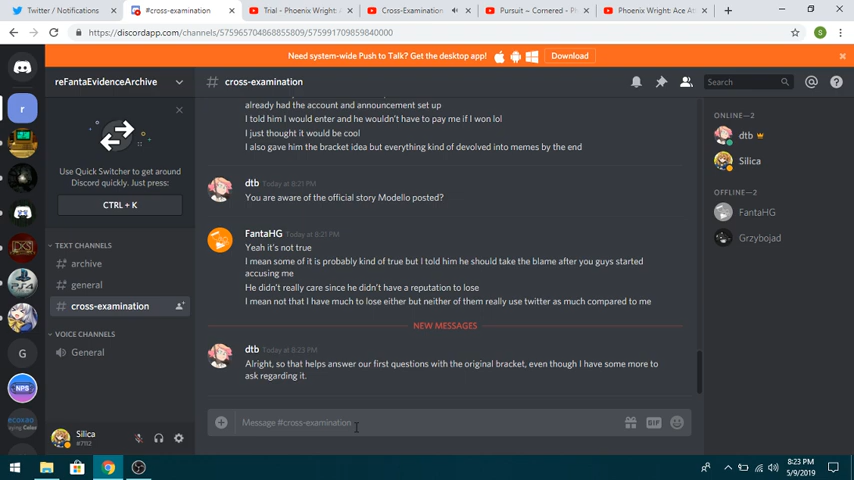 Twitter / Notifications
#cross-examination
Trial - Phoenix Wright: Ace
Cross-Examination
Pursuit ~ Cornered - Ph
Phoenix Wright: Ace Att
https://discordapp.com/channels/575965704868855809/575971709859840000
S
Need system-wide Push to Talk? Get the desktop app!
Download
reFantaEvidenceArchive
# cross-examination
Search
already had the account and announcement set up
I told him I would enter and he wouldn't have to pay me if I won lol
I just thought it would be cool
I also gave him the bracket idea but everything kind of devolved into memes by the end
dtb Today at 8:21 PM
You are aware of the official story Modello posted?
FantaHG Today at 8:21 PM
Yeah it's not true
I mean some of it is probably kind of true but I told him he should take the blame after you guys started
accusing me
He didn't really care since he didn't have a reputation to lose
I mean not that I have much to lose either but neither of them really use twitter as much compared to me
NEW MESSAGES
dtb Today at 8:23 PM
Alright, so that helps answer our first questions with the original bracket, even though I have some more to
ask regarding it.
Message #cross-examination
GIF
r
G
NPS
Use Quick Switcher to get around
Discord quickly. Just press:
CTRL + K
TEXT CHANNELS
# archive
# general
# cross-examination
VOICE CHANNELS
General
Silica
#7112
ONLINE—2
dtb
Silica
OFFLINE—2
FantaHG
Grzybojad
8:23 PM
5/9/2019